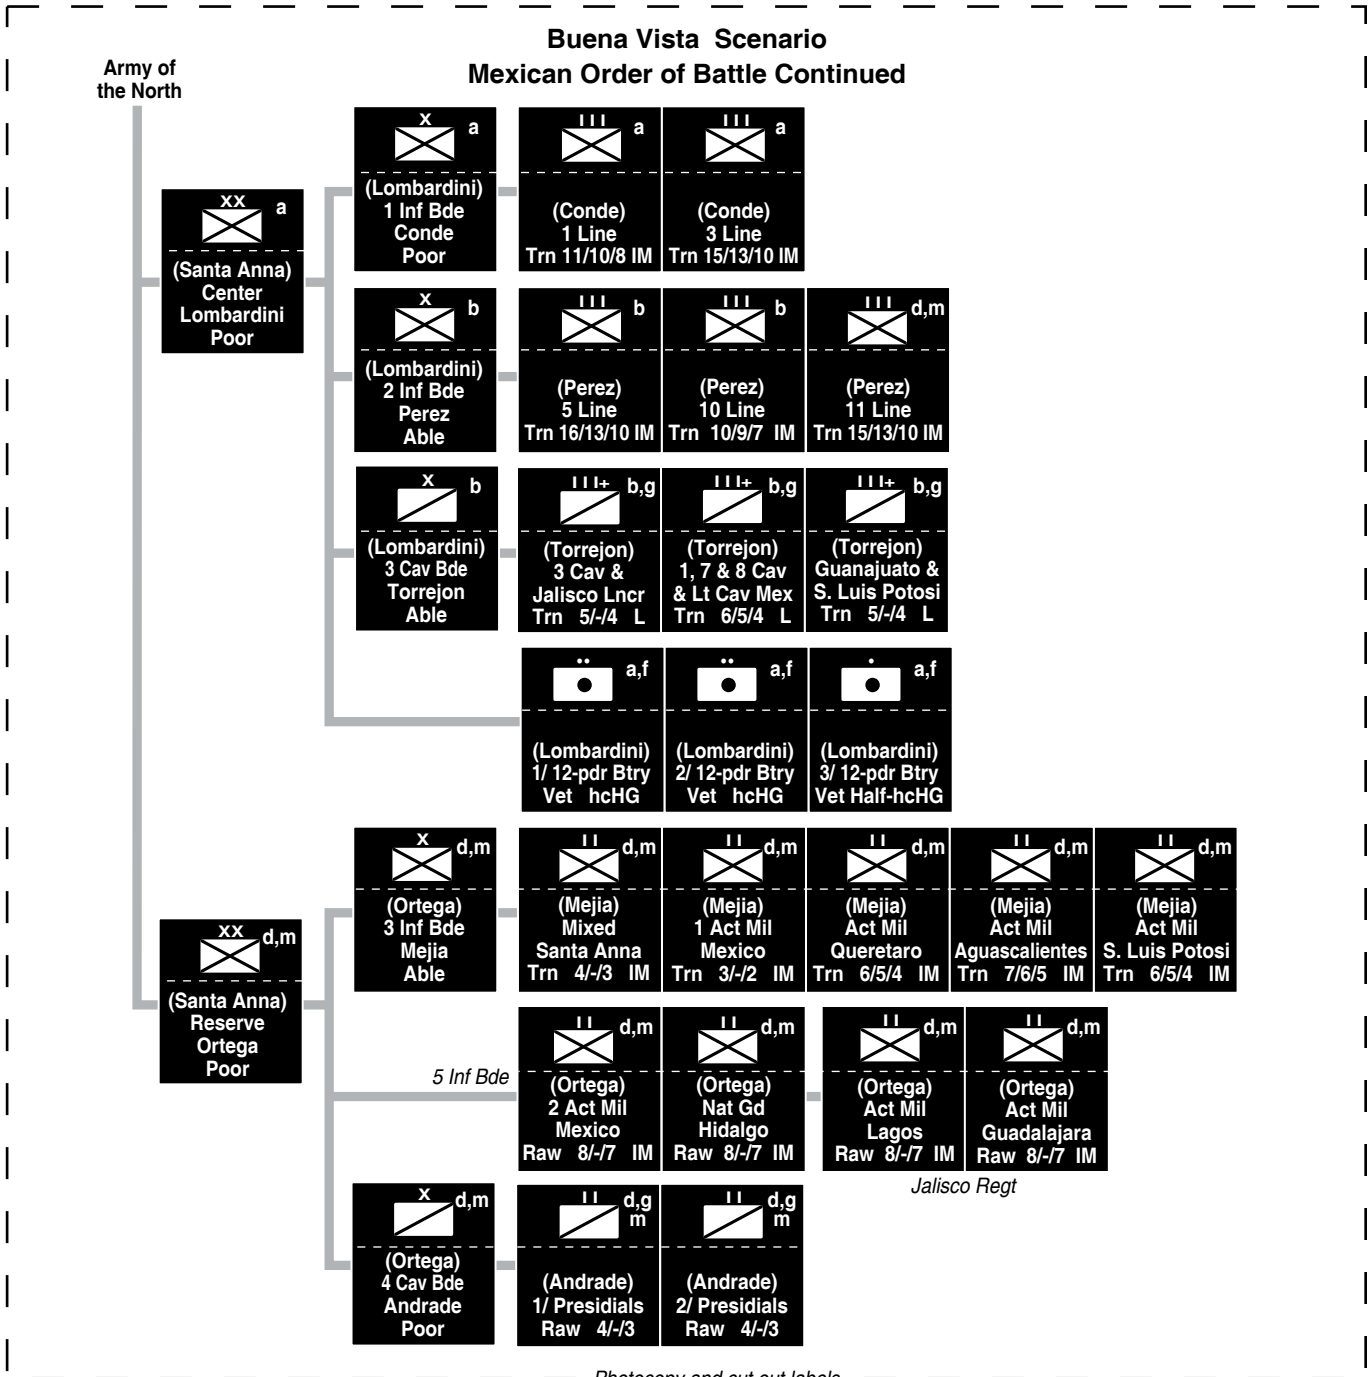 Buena Vista Scenario
Mexican Order of Battle Continued
Army of
the North
XX a
(Santa Anna)
Center
Lombardini
Poor
X a
(Lombardini)
1 Inf Bde
Conde
Poor
III a
(Conde)
1 Line
Trn 11/10/8 IM
III a
(Conde)
3 Line
Trn 15/13/10 IM
X b
(Lombardini)
2 Inf Bde
Perez
Able
III b
(Perez)
5 Line
Trn 16/13/10 IM
III b
(Perez)
10 Line
Trn 10/9/7 IM
III d,m
(Perez)
11 Line
Trn 15/13/10 IM
X b
(Lombardini)
3 Cav Bde
Torrejon
Able
III+ b,g
(Torrejon)
3 Cav &
Jalisco Lncr
Trn 5/-/4 L
III+ b,g
(Torrejon)
1, 7 & 8 Cav
& Lt Cav Mex
Trn 6/5/4 L
III+ b,g
(Torrejon)
Guanajuato &
S. Luis Potosi
Trn 5/-/4 L
a,f
(Lombardini)
1/ 12-pdr Btry
Vet hcHG
a,f
(Lombardini)
2/ 12-pdr Btry
Vet hcHG
a,f
(Lombardini)
3/ 12-pdr Btry
Vet Half-hcHG
XX d,m
(Santa Anna)
Reserve
Ortega
Poor
X d,m
(Ortega)
3 Inf Bde
Mejia
Able
II d,m
(Mejia)
Mixed
Santa Anna
Trn 4/-/3 IM
II d,m
(Mejia)
1 Act Mil
Mexico
Trn 3/-/2 IM
II d,m
(Mejia)
Act Mil
Queretaro
Trn 6/5/4 IM
II d,m
(Mejia)
Act Mil
Aguascalientes
Trn 7/6/5 IM
II d,m
(Mejia)
Act Mil
S. Luis Potosi
Trn 6/5/4 IM
5 Inf Bde
II d,m
(Ortega)
2 Act Mil
Mexico
Raw 8/-/7 IM
II d,m
(Ortega)
Nat Gd
Hidalgo
Raw 8/-/7 IM
II d,m
(Ortega)
Act Mil
Lagos
Raw 8/-/7 IM
II d,m
(Ortega)
Act Mil
Guadalajara
Raw 8/-/7 IM
Jalisco Regt
X d,m
(Ortega)
4 Cav Bde
Andrade
Poor
II d,g
m
(Andrade)
1/ Presidials
Raw 4/-/3
II d,g
m
(Andrade)
2/ Presidials
Raw 4/-/3
Photocopy and cut out labels